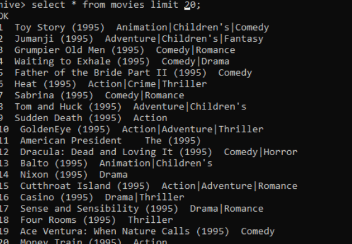 hive> select * from movies limit 20;
OK
1 Toy Story (1995) Animation|Children's|Comedy
2 Jumanji (1995) Adventure|Children's|Fantasy
3 Grumpier Old Men (1995) Comedy|Romance
4 Waiting to Exhale (1995) Comedy|Drama
5 Father of the Bride Part II (1995) Comedy
6 Heat (1995) Action|Crime|Thriller
7 Sabrina (1995) Comedy|Romance
8 Tom and Huck (1995) Adventure|Children's
9 Sudden Death (1995) Action
10 GoldenEye (1995) Action|Adventure|Thriller
11 American President The (1995)
12 Dracula: Dead and Loving It (1995) Comedy|Horror
13 Balto (1995) Animation|Children's
14 Nixon (1995) Drama
15 Cutthroat Island (1995) Action|Adventure|Romance
16 Casino (1995) Drama|Thriller
17 Sense and Sensibility (1995) Drama|Romance
18 Four Rooms (1995) Thriller
19 Ace Ventura: When Nature Calls (1995) Comedy
20 Money Train (1995) Action